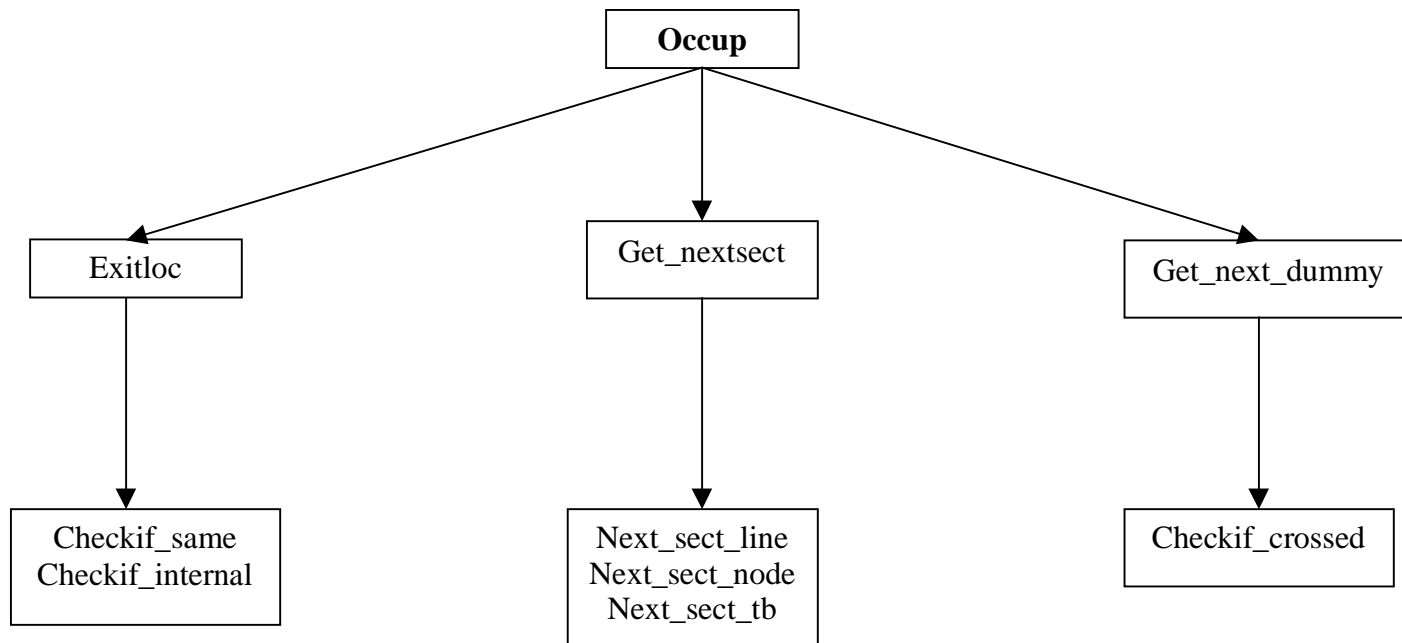 Occup
Exitloc
Get_nextsect
Get_next_dummy
Checkif_same
Checkif_internal
Next_sect_line
Next_sect_node
Next_sect_tb
Checkif_crossed